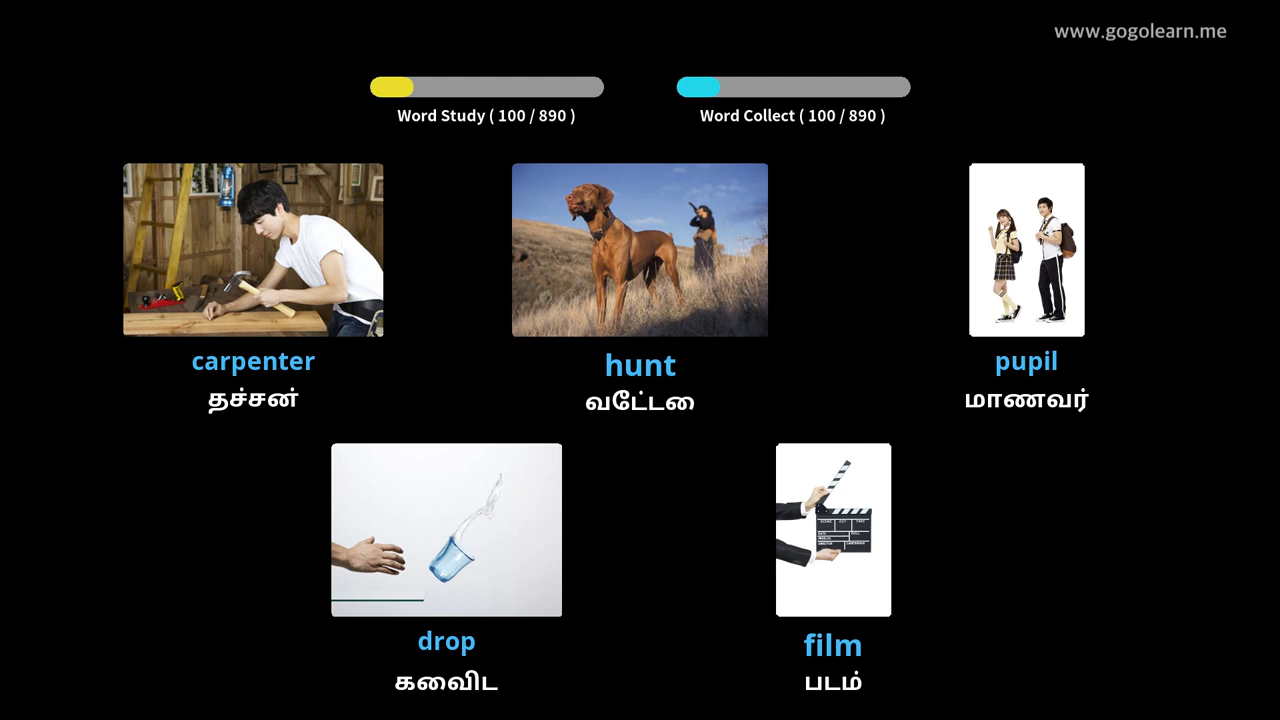 www.gogolearn.me
Word Study ( 100 / 890 )
Word Collect ( 100 / 890 )
carpenter
தச்சன்
hunt
வேட்டை
pupil
மாணவர்
drop
கைவிட
film
படம்